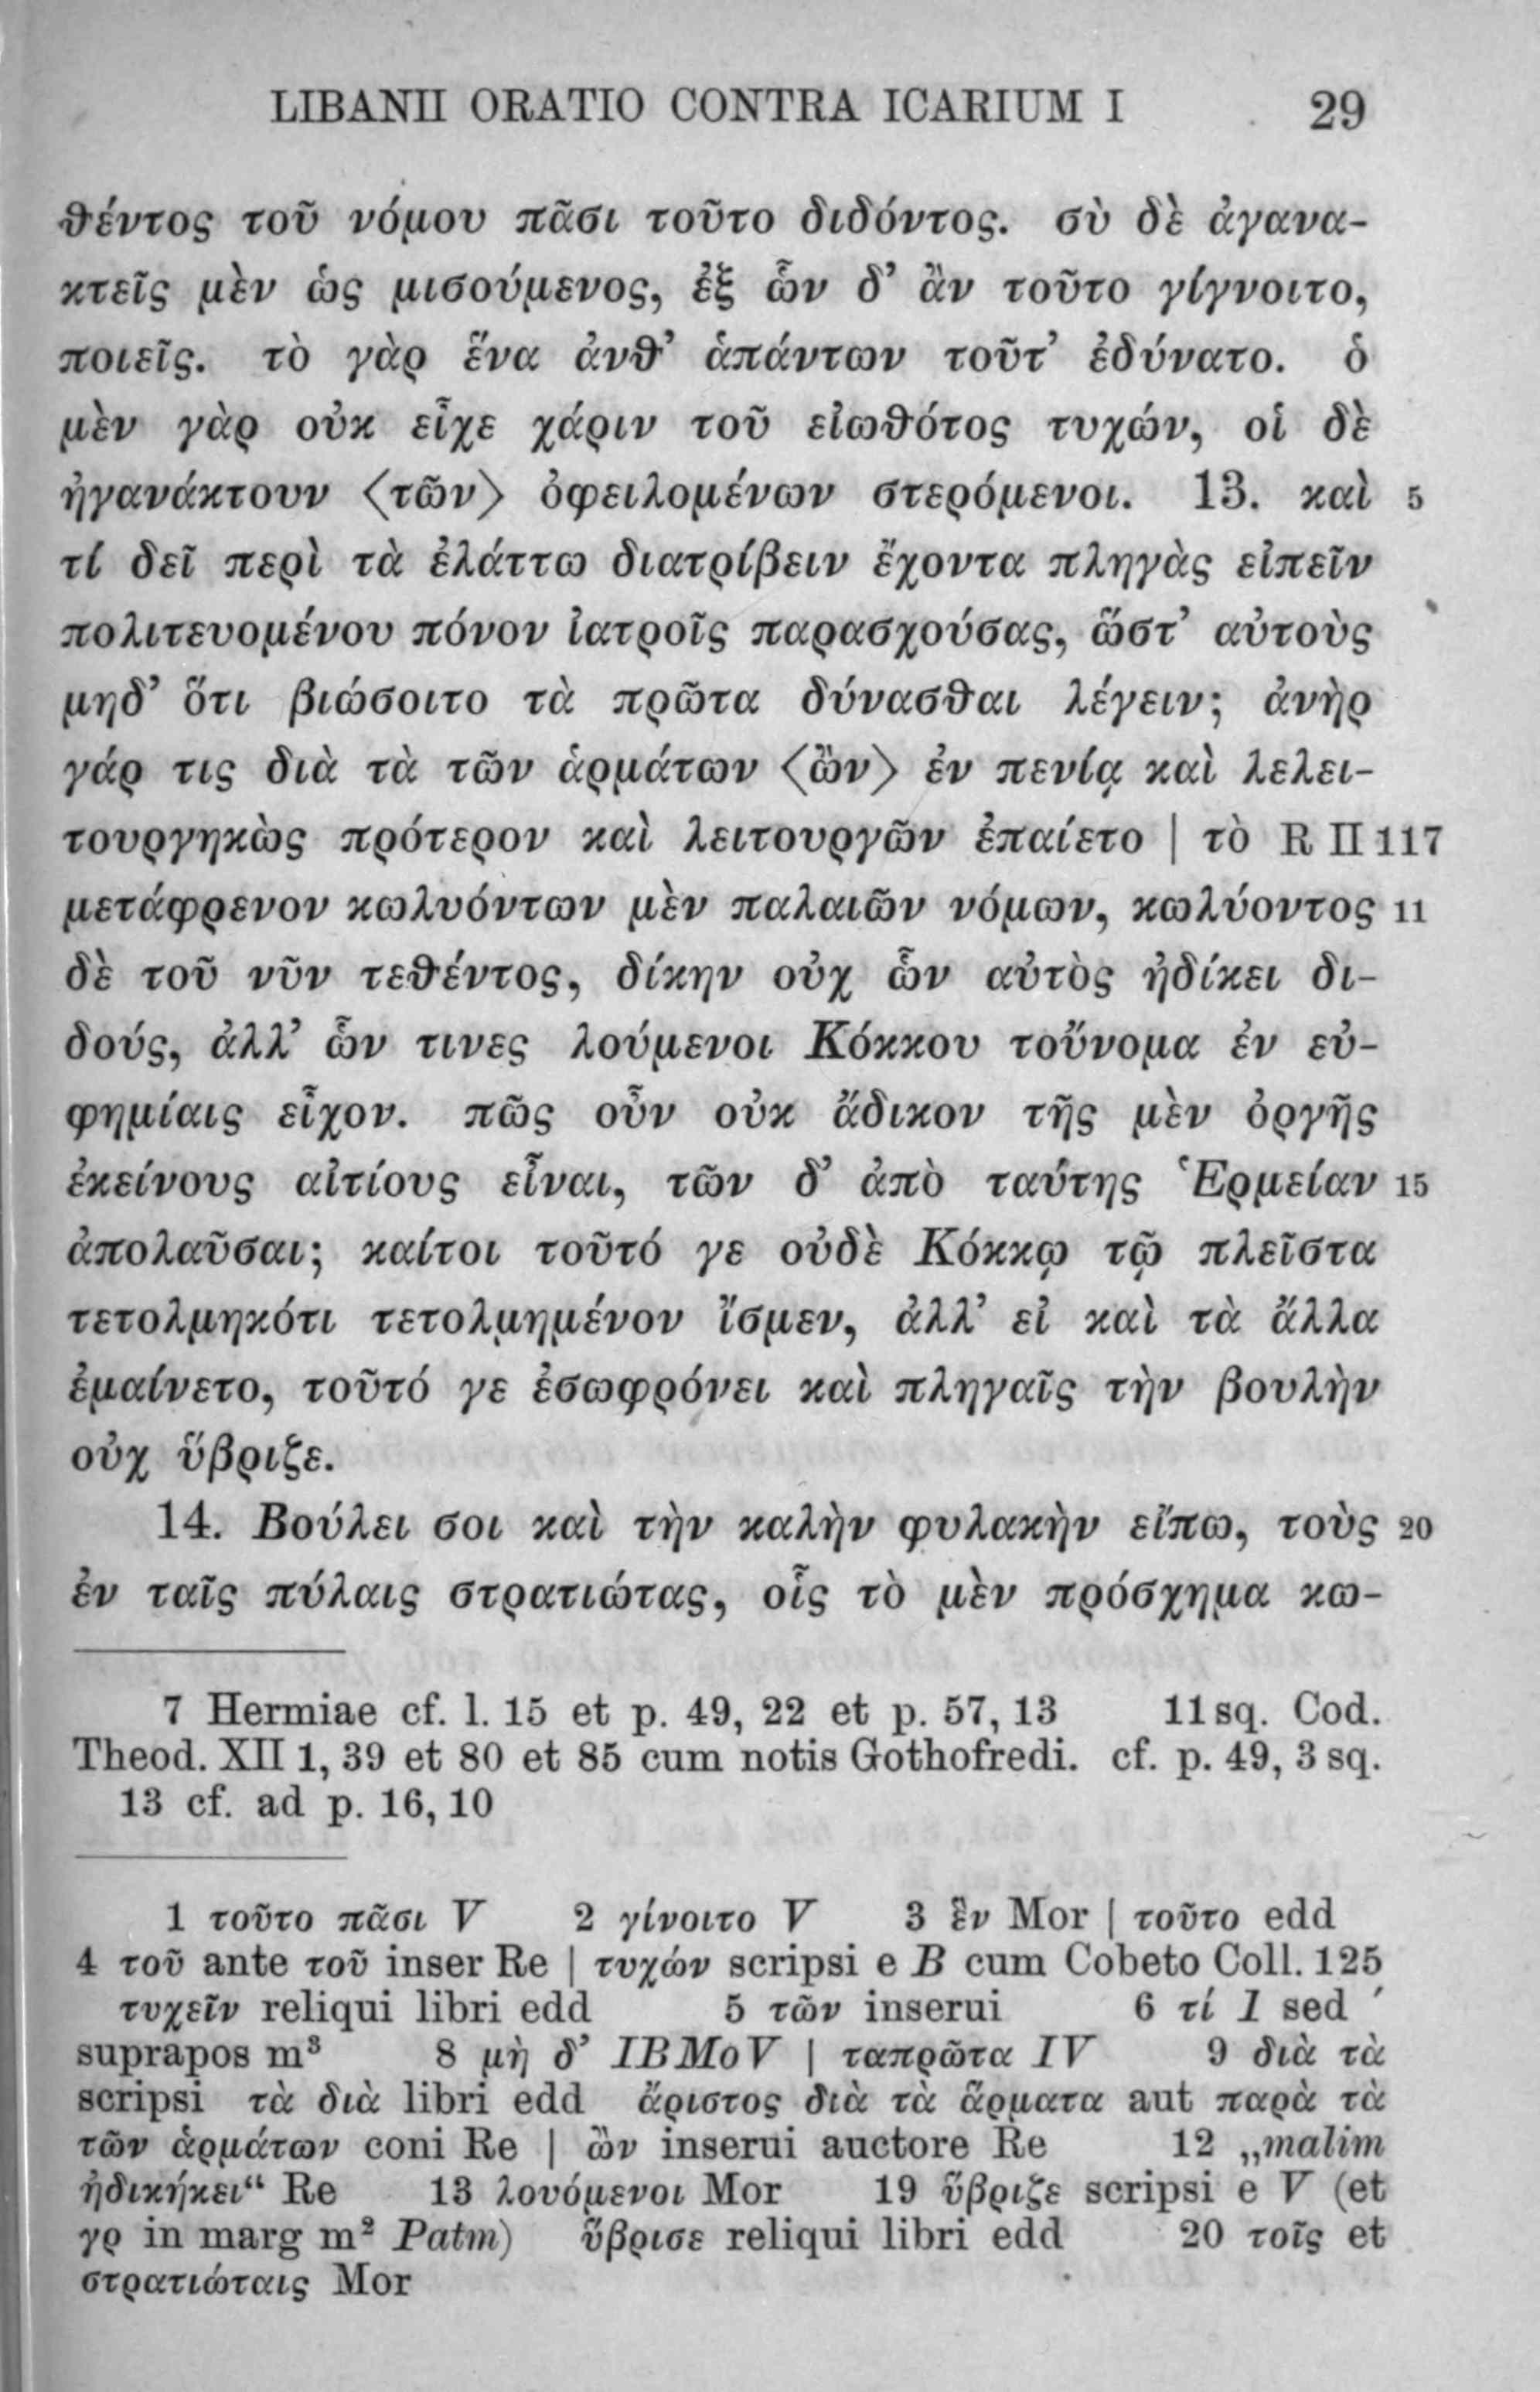 LIBANII ORATIO CONTRA ICARIUM I 29
θέντος τοῦ νόμου πᾶσι τοῦτο διδόντος. σὺ δὲ ἀγανα-
κτεῖς μὲν ὡς μισούμενος, ἐξ ὧν δ’ ἂν τοῦτο γίγνοιτο,
ποιεῖς. τὸ γὰρ ἕνα ἀνθ’ ἁπάντων τοῦτ’ ἐδύνατο. ὁ
μὲν γὰρ οὐκ εἶχε χάριν τοῦ εἰωθότος τυχών, οἱ δὲ
ἠγανάκτουν ⟨τῶν⟩ ὀφειλομένων στερόμενοι. 13. καὶ 5
τί δεῖ περὶ τὰ ἐλάττω διατρίβειν ἔχοντα πληγὰς εἰπεῖν
πολιτευομένου πόνον ἰατροῖς παρασχούσας, ὥστ’ αὐτοὺς
μηδ’ ὅτι βιώσοιτο τὰ πρῶτα δύνασθαι λέγειν; ἀνὴρ
γάρ τις διὰ τὰ τῶν ἁρμάτων ⟨ὢν⟩ ἐν πενίᾳ καὶ λελει-
τουργηκὼς πρότερον καὶ λειτουργῶν ἐπαίετο | τὸ R II 117
μετάφρενον κωλυόντων μὲν παλαιῶν νόμων, κωλύοντος 11
δὲ τοῦ νῦν τεθέντος, δίκην οὐχ ὧν αὐτὸς ἠδίκει δι-
δούς, ἀλλ’ ὧν τινες λούμενοι Κόκκου τοὔνομα ἐν εὐ-
φημίαις εἶχον. πῶς οὖν οὐκ ἄδικον τῆς μὲν ὀργῆς
ἐκείνους αἰτίους εἶναι, τῶν δ’ ἀπὸ ταύτης Ἑρμείαν 15
ἀπολαῦσαι; καίτοι τοῦτό γε οὐδὲ Κόκκῳ τῷ πλεῖστα
τετολμηκότι τετολμημένον ἴσμεν, ἀλλ’ εἰ καὶ τὰ ἄλλα
ἐμαίνετο, τοῦτό γε ἐσωφρόνει καὶ πληγαῖς τὴν βουλὴν
οὐχ ὕβριζε.
14. Βούλει σοι καὶ τὴν καλὴν φυλακὴν εἴπω, τοὺς 20
ἐν ταῖς πύλαις στρατιώτας, οἷς τὸ μὲν πρόσχημα κω-
7 Hermiae cf. l. 15 et p. 49, 22 et p. 57, 13 11 sq. Cod.
Theod. XII 1, 39 et 80 et 85 cum notis Gothofredi. cf. p. 49, 3 sq.
13 cf. ad p. 16, 10
1 τοῦτο πᾶσι V 2 γίνοιτο V 3 ἓν Mor | τοῦτο edd
4 τοῦ ante τοῦ inser Re | τυχών scripsi e B cum Cobeto Coll. 125
τυχεῖν reliqui libri edd 5 τῶν inserui 6 τί I sed ´
suprapos m³ 8 μὴ δ’ IBMoV | ταπρῶτα IV 9 διὰ τὰ
scripsi τὰ διὰ libri edd ἄριστος διὰ τὰ ἅρματα aut παρὰ τὰ
τῶν ἁρμάτων coni Re | ὢν inserui auctore Re 12 „malim
ἠδικήκει“ Re 13 λουόμενοι Mor 19 ὕβριζε scripsi e V (et
γρ in marg m² Patm) ὕβρισε reliqui libri edd 20 τοῖς et
στρατιώταις Mor